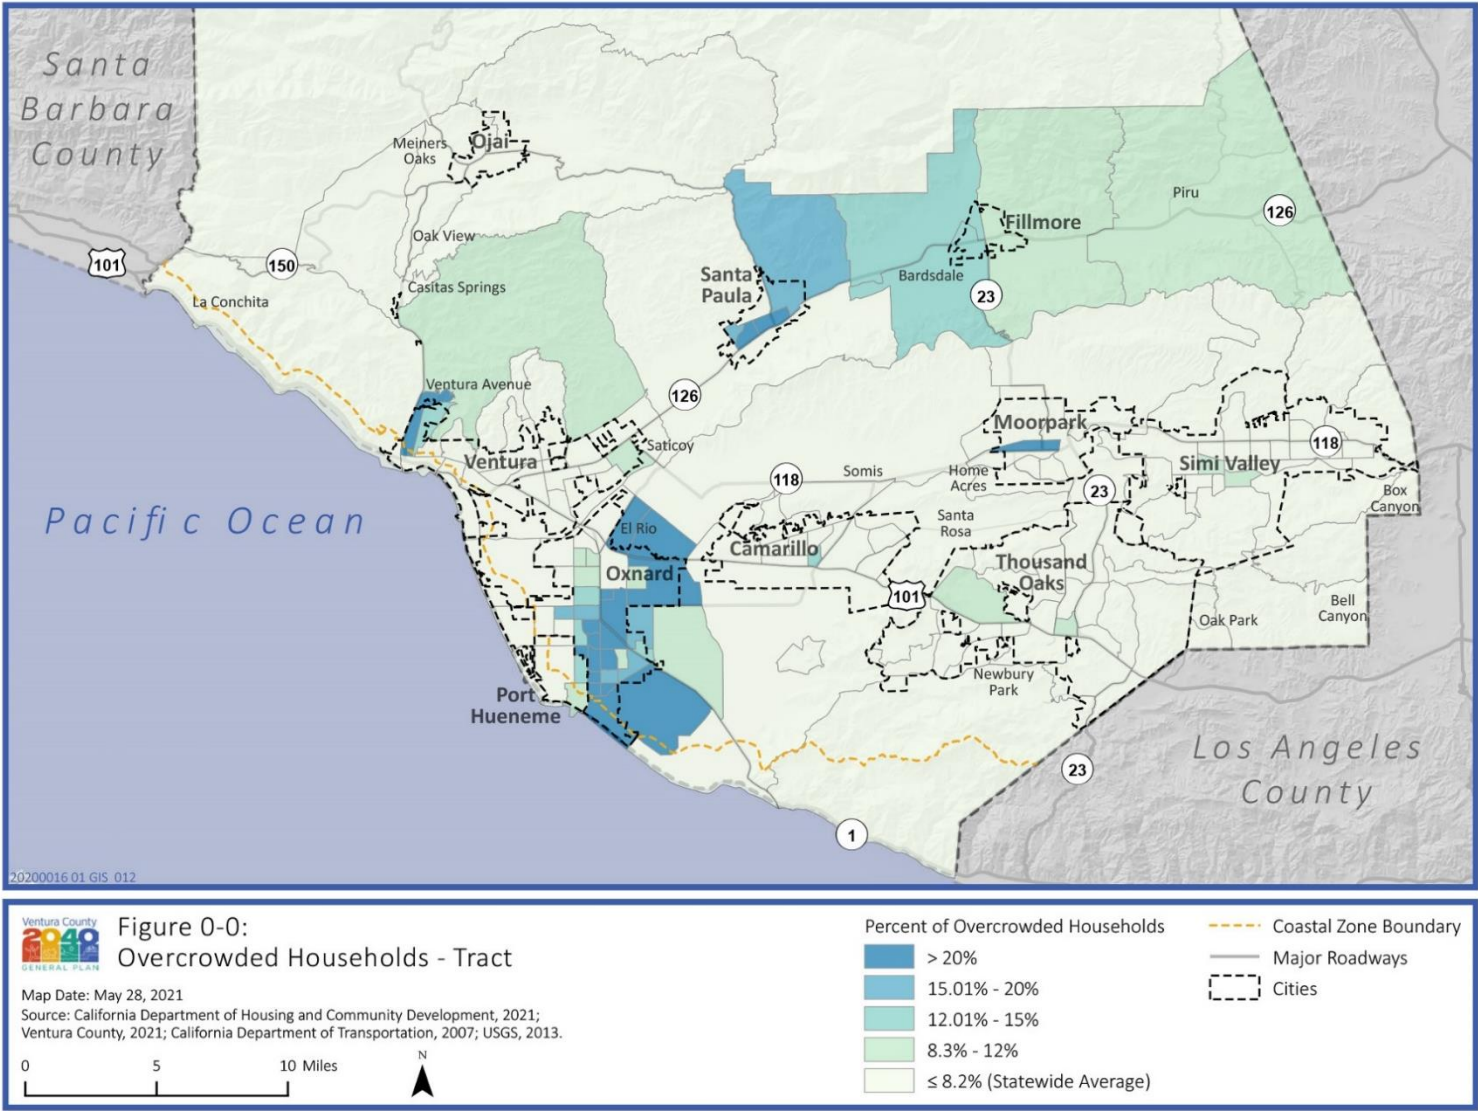 Santa
Barbara
County
Meiners
Oaks
Ojai
Piru
126
Fillmore
Oak View
101
150
Santa
Paula
Bardsdale
23
La Conchita
Casitas Springs
Ventura Avenue
126
Moorpark
118
Saticoy
Ventura
Simi Valley
118
Somis
Home
Acres
23
Box
Canyon
Pacific Ocean
El Rio
Santa
Rosa
Camarillo
Oxnard
Thousand
Oaks
101
Bell
Canyon
Oak Park
Newbury
Park
Port
Hueneme
Los Angeles
County
23
1
20200016 01 GIS 012
Ventura County
2040
GENERAL PLAN
Figure 0-0:
Overcrowded Households - Tract
Map Date: May 28, 2021
Source: California Department of Housing and Community Development, 2021;
Ventura County, 2021; California Department of Transportation, 2007; USGS, 2013.
0 5 10 Miles
N
Percent of Overcrowded Households
> 20%
15.01% - 20%
12.01% - 15%
8.3% - 12%
≤ 8.2% (Statewide Average)
Coastal Zone Boundary
Major Roadways
Cities